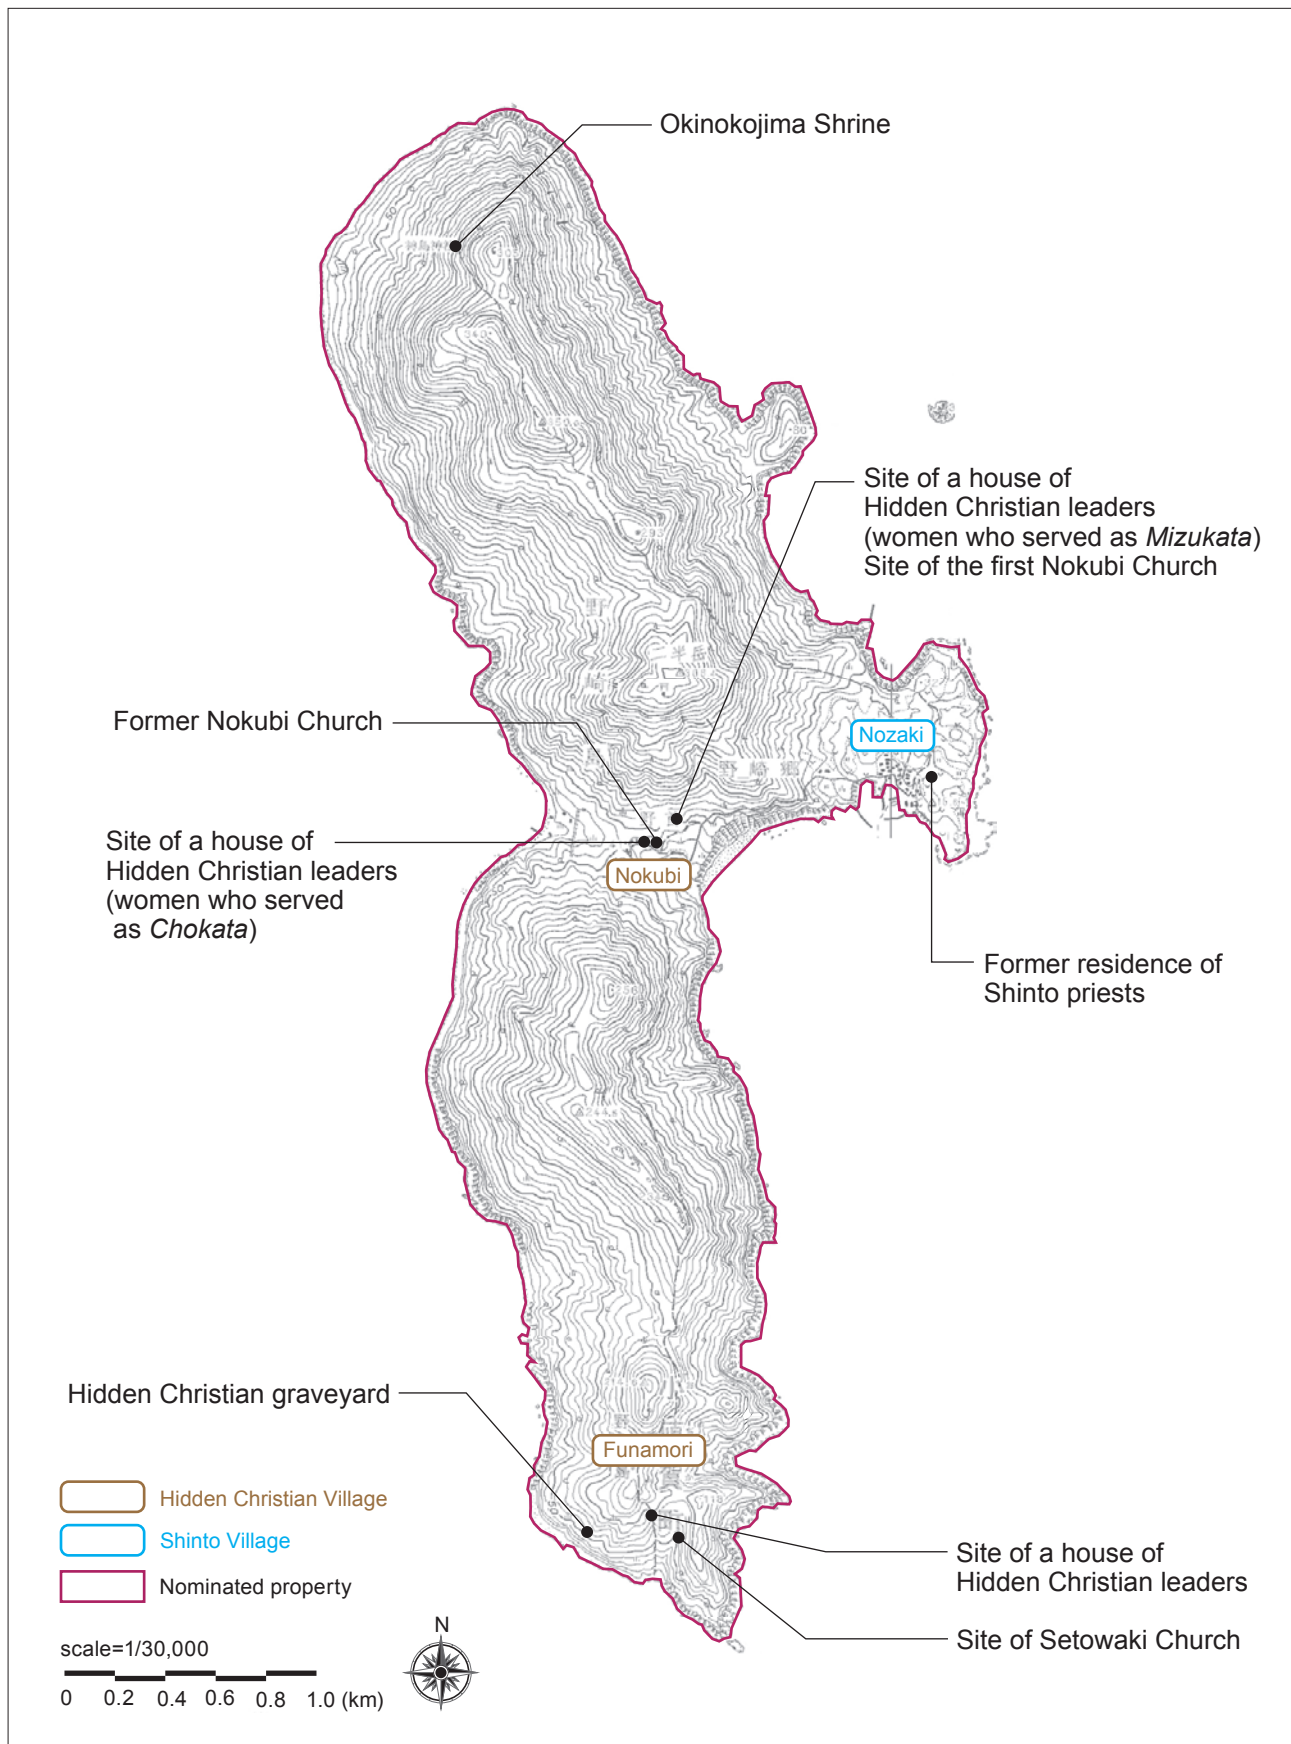 Okinokojima Shrine
Site of a house of
Hidden Christian leaders
(women who served as Mizukata)
Site of the first Nokubi Church
Nozaki
Former Nokubi Church
Site of a house of
Hidden Christian leaders
(women who served
as Chokata)
Nokubi
Former residence of
Shinto priests
Hidden Christian graveyard
Funamori
Hidden Christian Village
Shinto Village
Nominated property
Site of a house of
Hidden Christian leaders
Site of Setowaki Church
scale=1/30,000
N
0 0.2 0.4 0.6 0.8 1.0 (km)